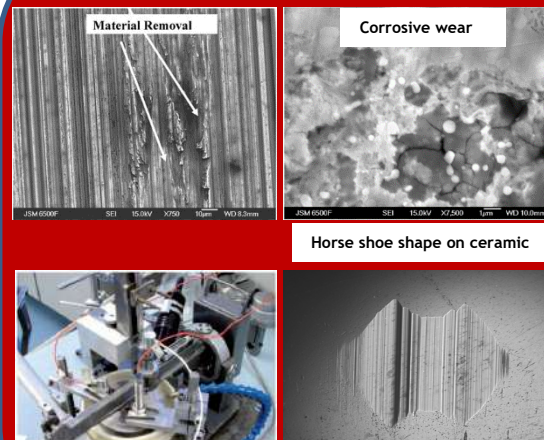 Material Removal
Corrosive wear
JSM 6500F SEI 15.0kV X750 10µm WD 8.3mm
JSM 6500F SEI 15.0kV X7,500 1µm WD 10.0mm
Horse shoe shape on ceramic